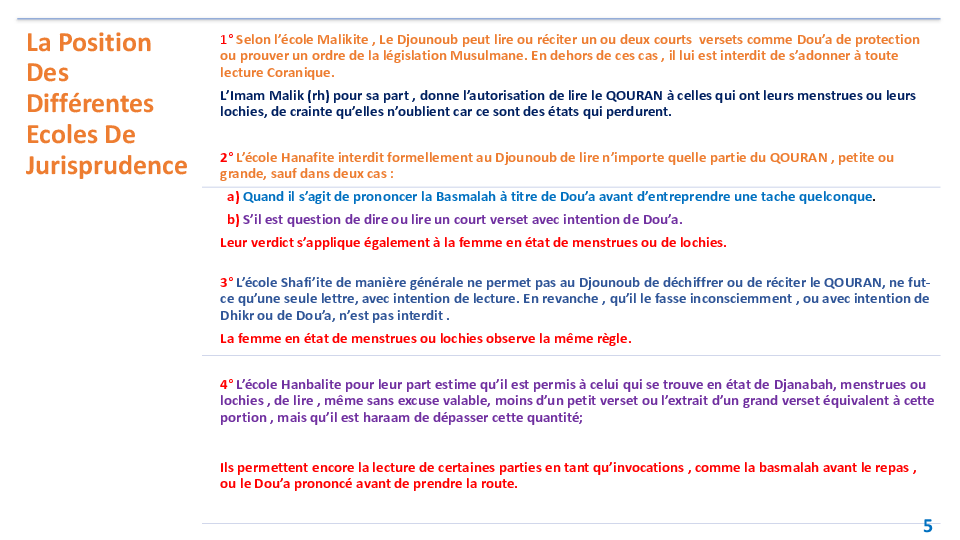 La Position
Des
Différentes
Ecoles De
Jurisprudence
1° Selon l’école Malikite , Le Djounoub peut lire ou réciter un ou deux courts versets comme Dou’a de protection
ou prouver un ordre de la législation Musulmane. En dehors de ces cas , il lui est interdit de s’adonner à toute
lecture Coranique.
L’Imam Malik (rh) pour sa part , donne l’autorisation de lire le QOURAN à celles qui ont leurs menstrues ou leurs
lochies, de crainte qu’elles n’oublient car ce sont des états qui perdurent.
2° L’école Hanafite interdit formellement au Djounoub de lire n’importe quelle partie du QOURAN , petite ou
grande, sauf dans deux cas :
a) Quand il s’agit de prononcer la Basmalah à titre de Dou’a avant d’entreprendre une tache quelconque.
b) S’il est question de dire ou lire un court verset avec intention de Dou’a.
Leur verdict s’applique également à la femme en état de menstrues ou de lochies.
3° L’école Shafi’ite de manière générale ne permet pas au Djounoub de déchiffrer ou de réciter le QOURAN, ne fut-
ce qu’une seule lettre, avec intention de lecture. En revanche , qu’il le fasse inconsciemment , ou avec intention de
Dhikr ou de Dou’a, n’est pas interdit .
La femme en état de menstrues ou lochies observe la même règle.
4° L’école Hanbalite pour leur part estime qu’il est permis à celui qui se trouve en état de Djanabah, menstrues ou
lochies , de lire , même sans excuse valable, moins d’un petit verset ou l’extrait d’un grand verset équivalent à cette
portion , mais qu’il est haraam de dépasser cette quantité;
Ils permettent encore la lecture de certaines parties en tant qu’invocations , comme la basmalah avant le repas ,
ou le Dou’a prononcé avant de prendre la route.
5